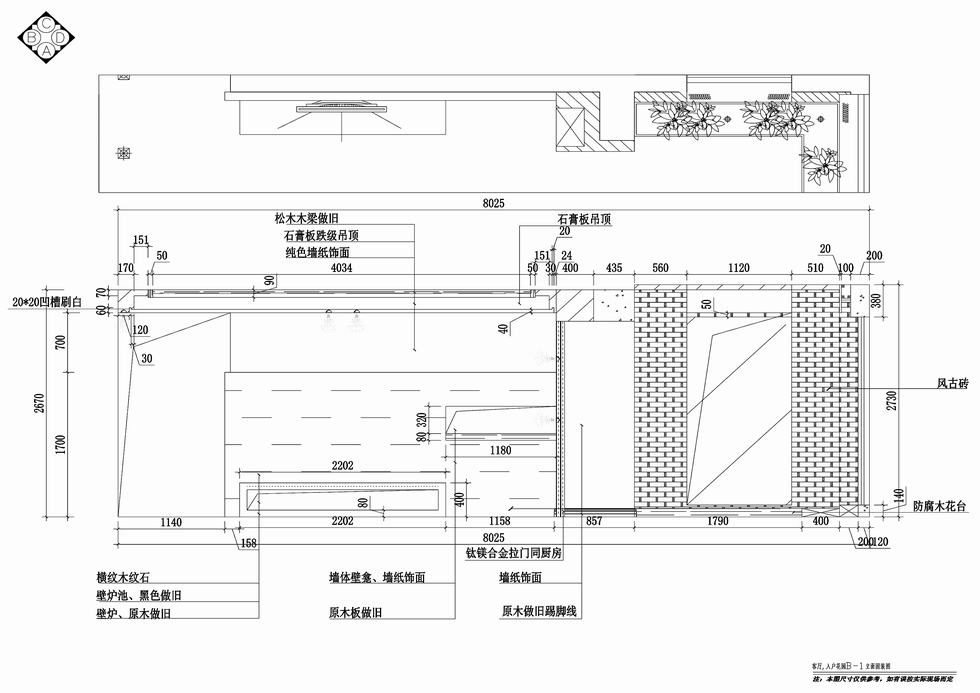 C
B D
A
8025
松木木梁做旧
石膏板跌级吊顶
纯色墙纸饰面
石膏板吊顶
20
151
50
151 24
20
200
170
4034
50 30 400 435 560 1120 510 100
70
90
60
20*20凹槽刷白
50
380
40
120
30
700
2670
1700
风古砖
2730
320
80
1180
2202
400
80
140
防腐木花台
1140 2202 1158 857 1790 400
158
8025
200 120
钛镁合金拉门同厨房
横纹木纹石
壁炉池、黑色做旧
壁炉、原木做旧
墙体壁龛、墙纸饰面
原木板做旧
墙纸饰面
原木做旧踢脚线
客厅,入户花园B-1立面图
注:本图尺寸仅供参考,如有误按实际现场而定